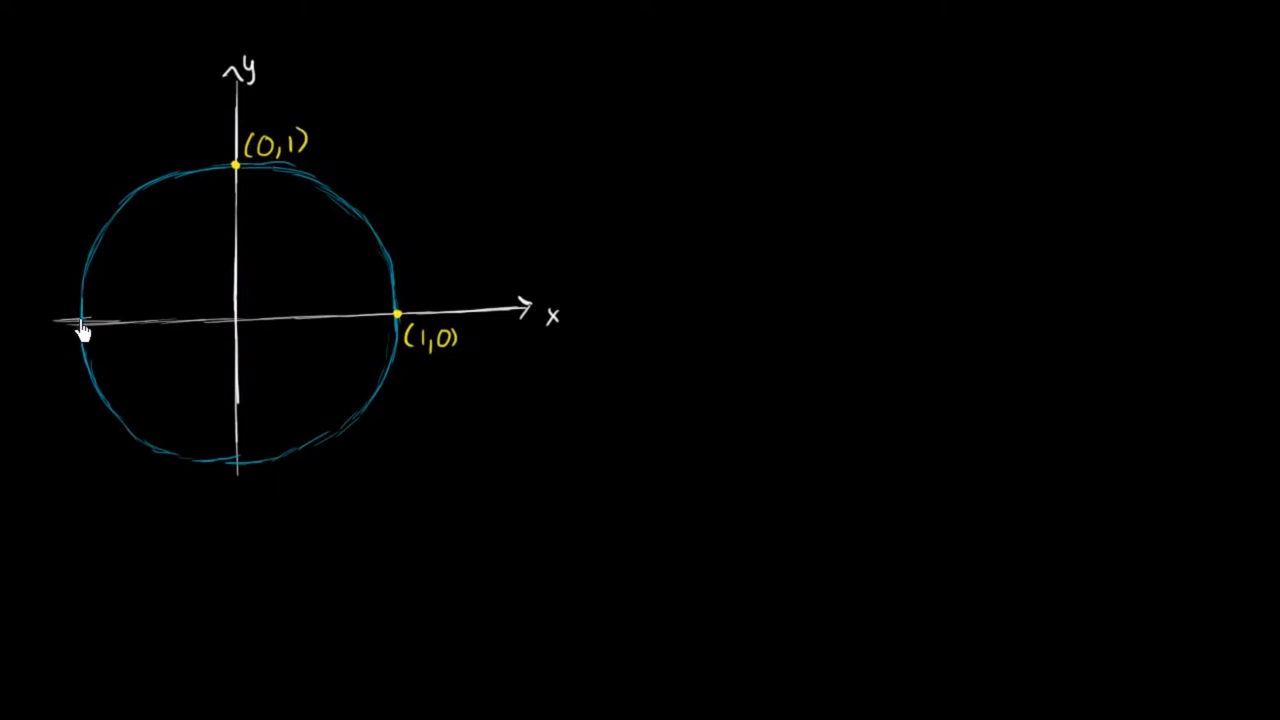 y
(0,1)
x
(1,0)